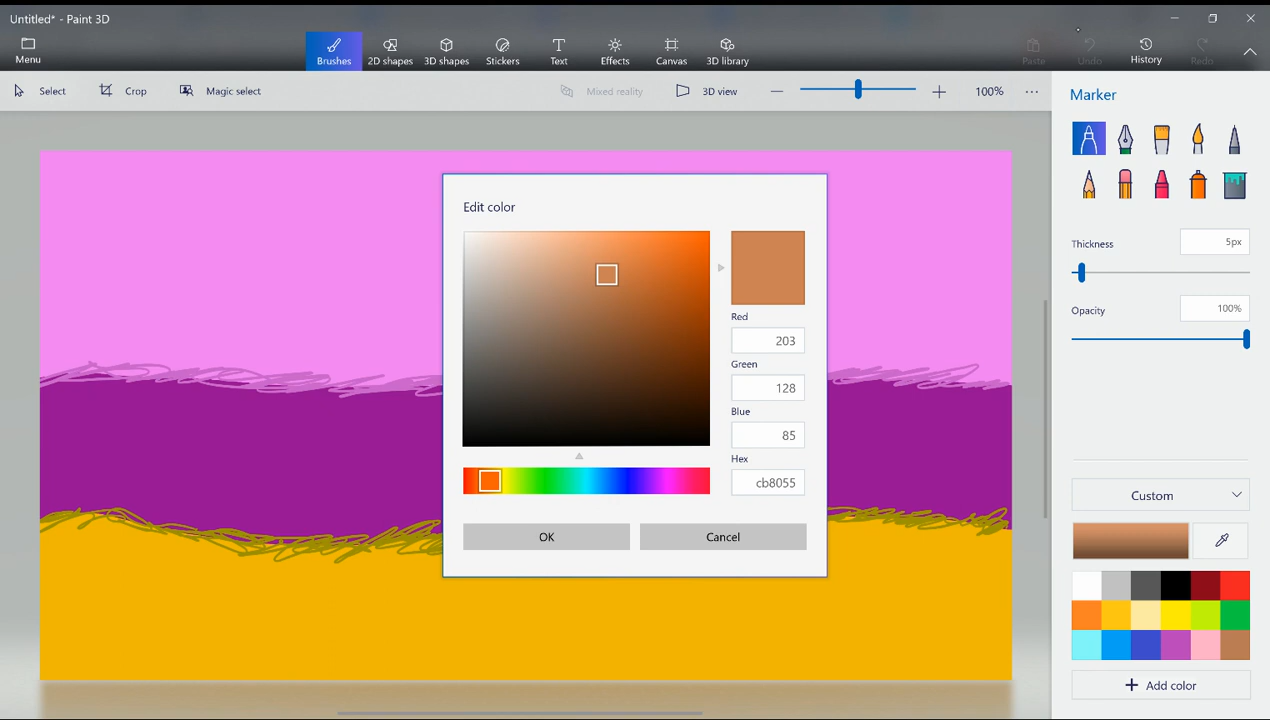 Untitled* - Paint 3D
Menu
Brushes
2D shapes
3D shapes
Stickers
Text
Effects
Canvas
3D library
Paste
Undo
History
Redo
Select
Crop
Magic select
Mixed reality
3D view
100%
Marker
Thickness
5px
Opacity
100%
Custom
Add color
Edit color
Red
203
Green
128
Blue
85
Hex
cb8055
OK
Cancel